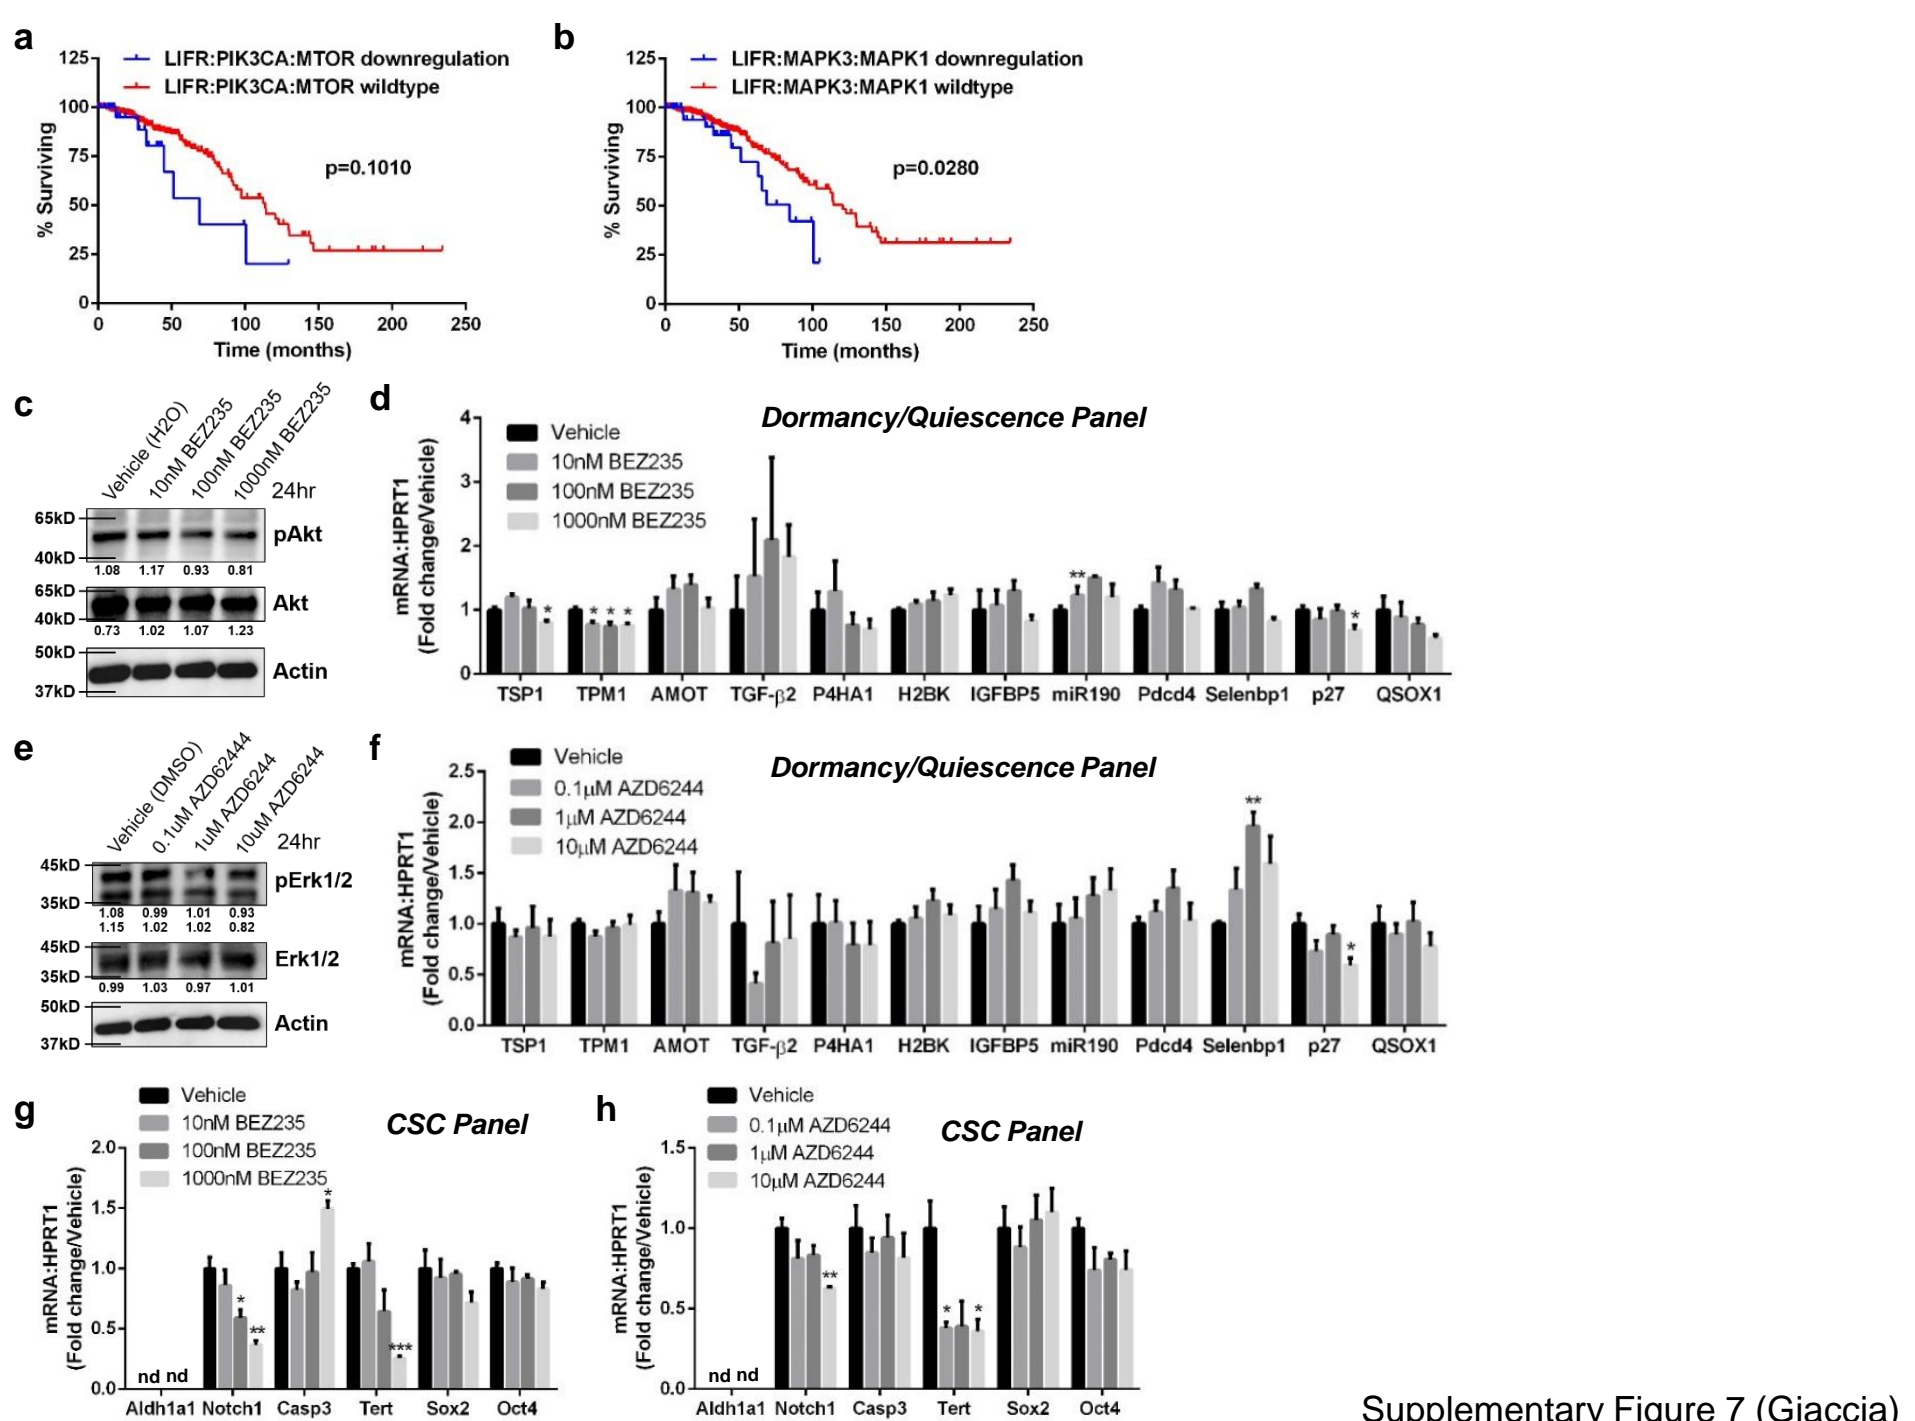 a
125
LIFR:PIK3CA:MTOR downregulation
LIFR:PIK3CA:MTOR wildtype
100
75
50
25
0
% Surviving
p=0.1010
0 50 100 150 200 250
Time (months)
b
125
LIFR:MAPK3:MAPK1 downregulation
LIFR:MAPK3:MAPK1 wildtype
100
75
50
25
0
% Surviving
p=0.0280
0 50 100 150 200 250
Time (months)
c
Vehicle (H2O)
10nM BEZ235
100nM BEZ235
1000nM BEZ235
24hr
65kD
40kD
pAkt
1.08 1.17 0.93 0.81
65kD
40kD
Akt
0.73 1.02 1.07 1.23
50kD
37kD
Actin
d
Dormancy/Quiescence Panel
Vehicle
10nM BEZ235
100nM BEZ235
1000nM BEZ235
mRNA:HPRT1
(Fold change/Vehicle)
4
3
2
1
0
* * * * ** *
TSP1 TPM1 AMOT TGF-β2 P4HA1 H2BK IGFBP5 miR190 Pdcd4 Selenbp1 p27 QSOX1
e
Vehicle (DMSO)
0.1uM AZD62444
1uM AZD6244
10uM AZD6244
24hr
45kD
35kD
pErk1/2
1.08 0.99 1.01 0.93
1.15 1.02 1.02 0.82
45kD
35kD
Erk1/2
0.99 1.03 0.97 1.01
50kD
37kD
Actin
f
Dormancy/Quiescence Panel
Vehicle
0.1μM AZD6244
1μM AZD6244
10μM AZD6244
mRNA:HPRT1
(Fold change/Vehicle)
2.5
2.0
1.5
1.0
0.5
0.0
** *
TSP1 TPM1 AMOT TGF-β2 P4HA1 H2BK IGFBP5 miR190 Pdcd4 Selenbp1 p27 QSOX1
g
CSC Panel
Vehicle
10nM BEZ235
100nM BEZ235
1000nM BEZ235
mRNA:HPRT1
(Fold change/Vehicle)
2.0
1.5
1.0
0.5
0.0
nd nd * ** * ***
Aldh1a1 Notch1 Casp3 Tert Sox2 Oct4
h
CSC Panel
Vehicle
0.1μM AZD6244
1μM AZD6244
10μM AZD6244
mRNA:HPRT1
(Fold change/Vehicle)
1.5
1.0
0.5
0.0
nd nd ** * *
Aldh1a1 Notch1 Casp3 Tert Sox2 Oct4
Supplementary Figure 7 (Giaccia)